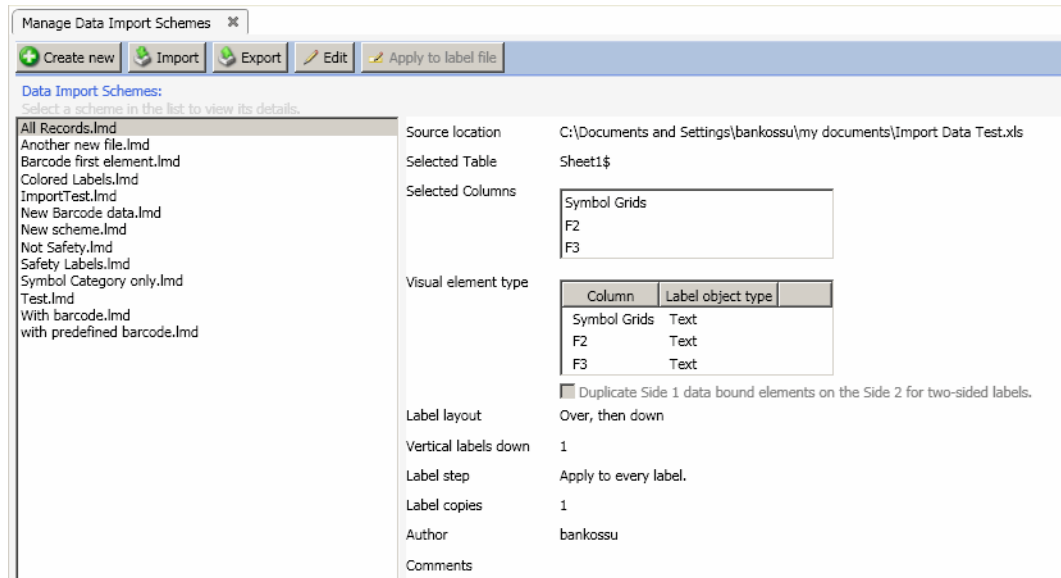 Manage Data Import Schemes
Create new Import Export Edit Apply to label file
Data Import Schemes:
Select a scheme in the list to view its details.
All Records.lmd
Another new file.lmd
Barcode first element.lmd
Colored Labels.lmd
ImportTest.lmd
New Barcode data.lmd
New scheme.lmd
Not Safety.lmd
Safety Labels.lmd
Symbol Category only.lmd
Test.lmd
With barcode.lmd
with predefined barcode.lmd
Source location C:\Documents and Settings\bankossu\my documents\Import Data Test.xls
Selected Table Sheet1$
Selected Columns
Symbol Grids
F2
F3
Visual element type
Column Label object type
Symbol Grids Text
F2 Text
F3 Text
Duplicate Side 1 data bound elements on the Side 2 for two-sided labels.
Label layout Over, then down
Vertical labels down 1
Label step Apply to every label.
Label copies 1
Author bankossu
Comments